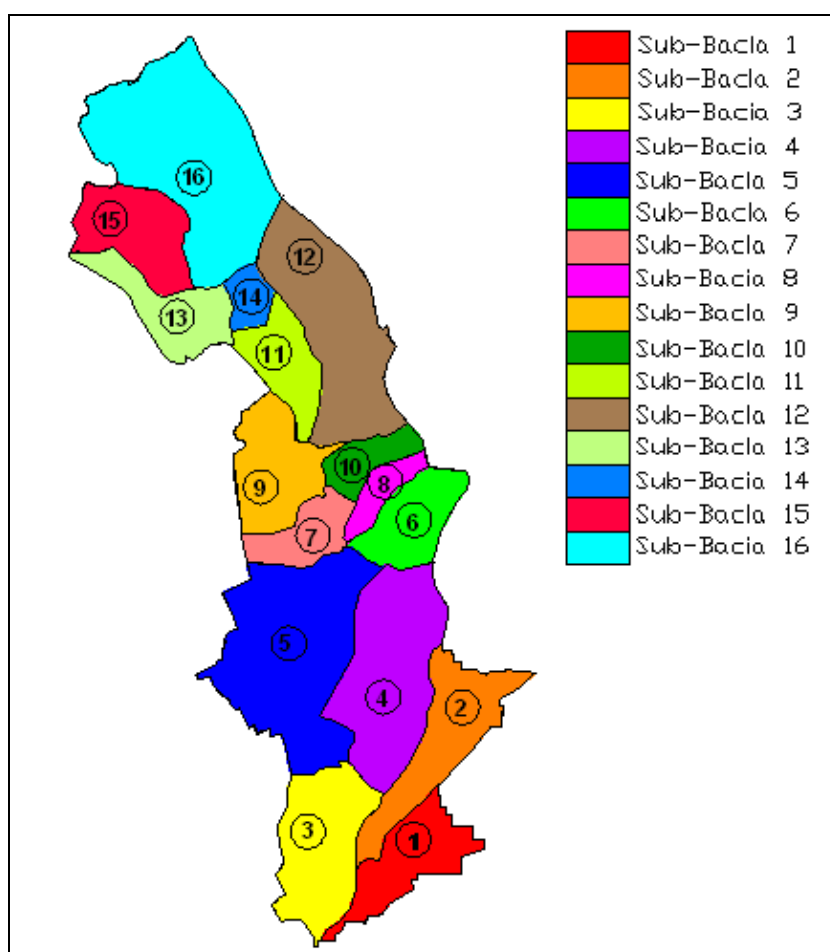 Sub-Bacia 1
Sub-Bacia 2
Sub-Bacia 3
Sub-Bacia 4
Sub-Bacia 5
Sub-Bacia 6
Sub-Bacia 7
Sub-Bacia 8
Sub-Bacia 9
Sub-Bacia 10
Sub-Bacia 11
Sub-Bacia 12
Sub-Bacia 13
Sub-Bacia 14
Sub-Bacia 15
Sub-Bacia 16
16
15
12
14
13
11
10
8
9
6
7
5
4
2
3
1